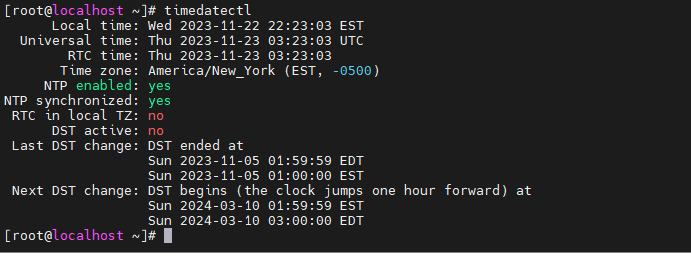 [root@localhost ~]# timedatectl
Local time: Wed 2023-11-22 22:23:03 EST
Universal time: Thu 2023-11-23 03:23:03 UTC
RTC time: Thu 2023-11-23 03:23:03
Time zone: America/New_York (EST, -0500)
NTP enabled: yes
NTP synchronized: yes
RTC in local TZ: no
DST active: no
Last DST change: DST ended at
Sun 2023-11-05 01:59:59 EDT
Sun 2023-11-05 01:00:00 EST
Next DST change: DST begins (the clock jumps one hour forward) at
Sun 2024-03-10 01:59:59 EST
Sun 2024-03-10 03:00:00 EDT
[root@localhost ~]#